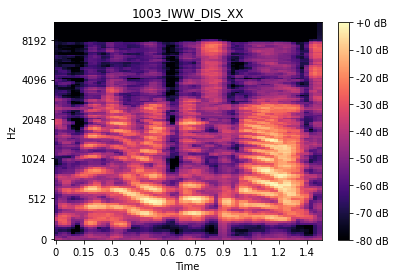 1003_IWW_DIS_XX
+0 dB
8192
-10 dB
4096
-20 dB
-30 dB
2048
Hz
-40 dB
1024
-50 dB
512
-60 dB
-70 dB
0
-80 dB
0 0.15 0.3 0.45 0.6 0.75 0.9 1.1 1.2 1.4
Time